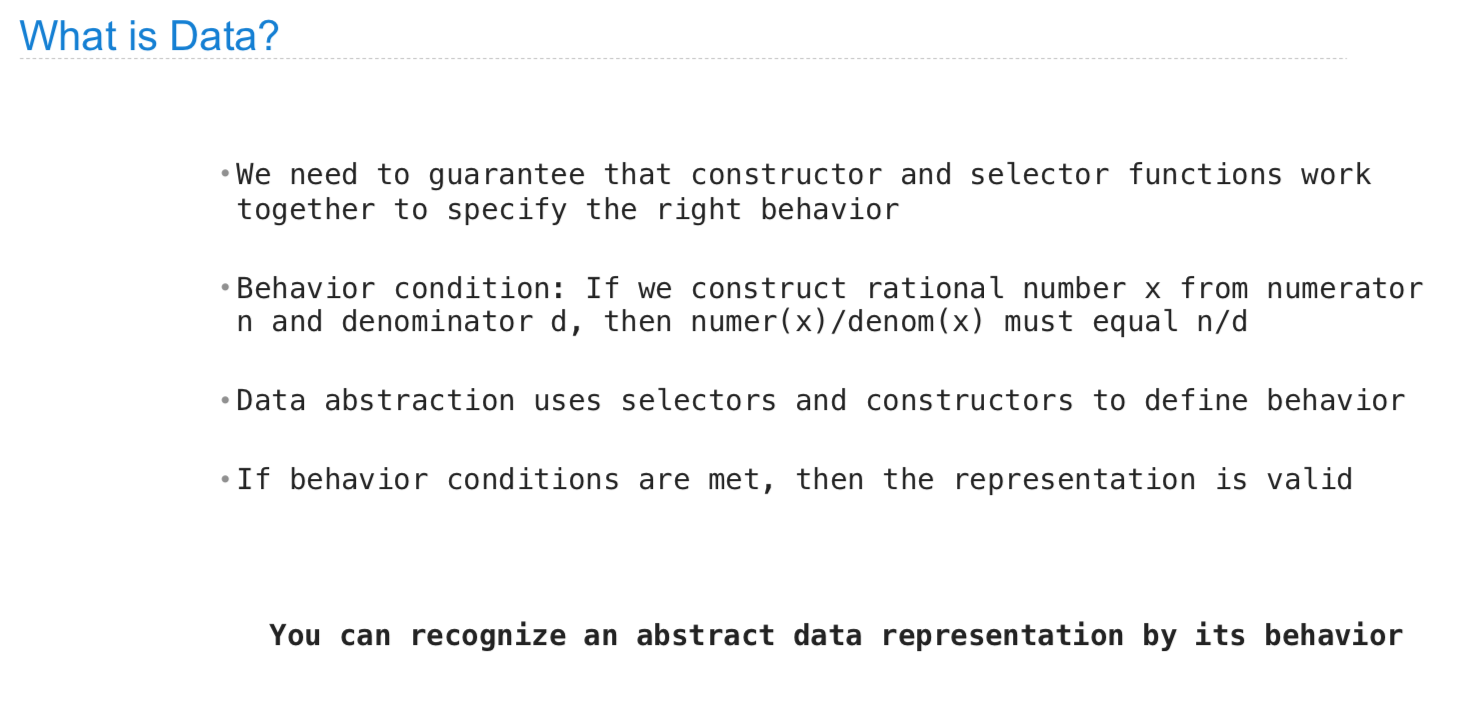 What is Data?
•We need to guarantee that constructor and selector functions work
together to specify the right behavior
•Behavior condition: If we construct rational number x from numerator
n and denominator d, then numer(x)/denom(x) must equal n/d
•Data abstraction uses selectors and constructors to define behavior
•If behavior conditions are met, then the representation is valid
You can recognize an abstract data representation by its behavior